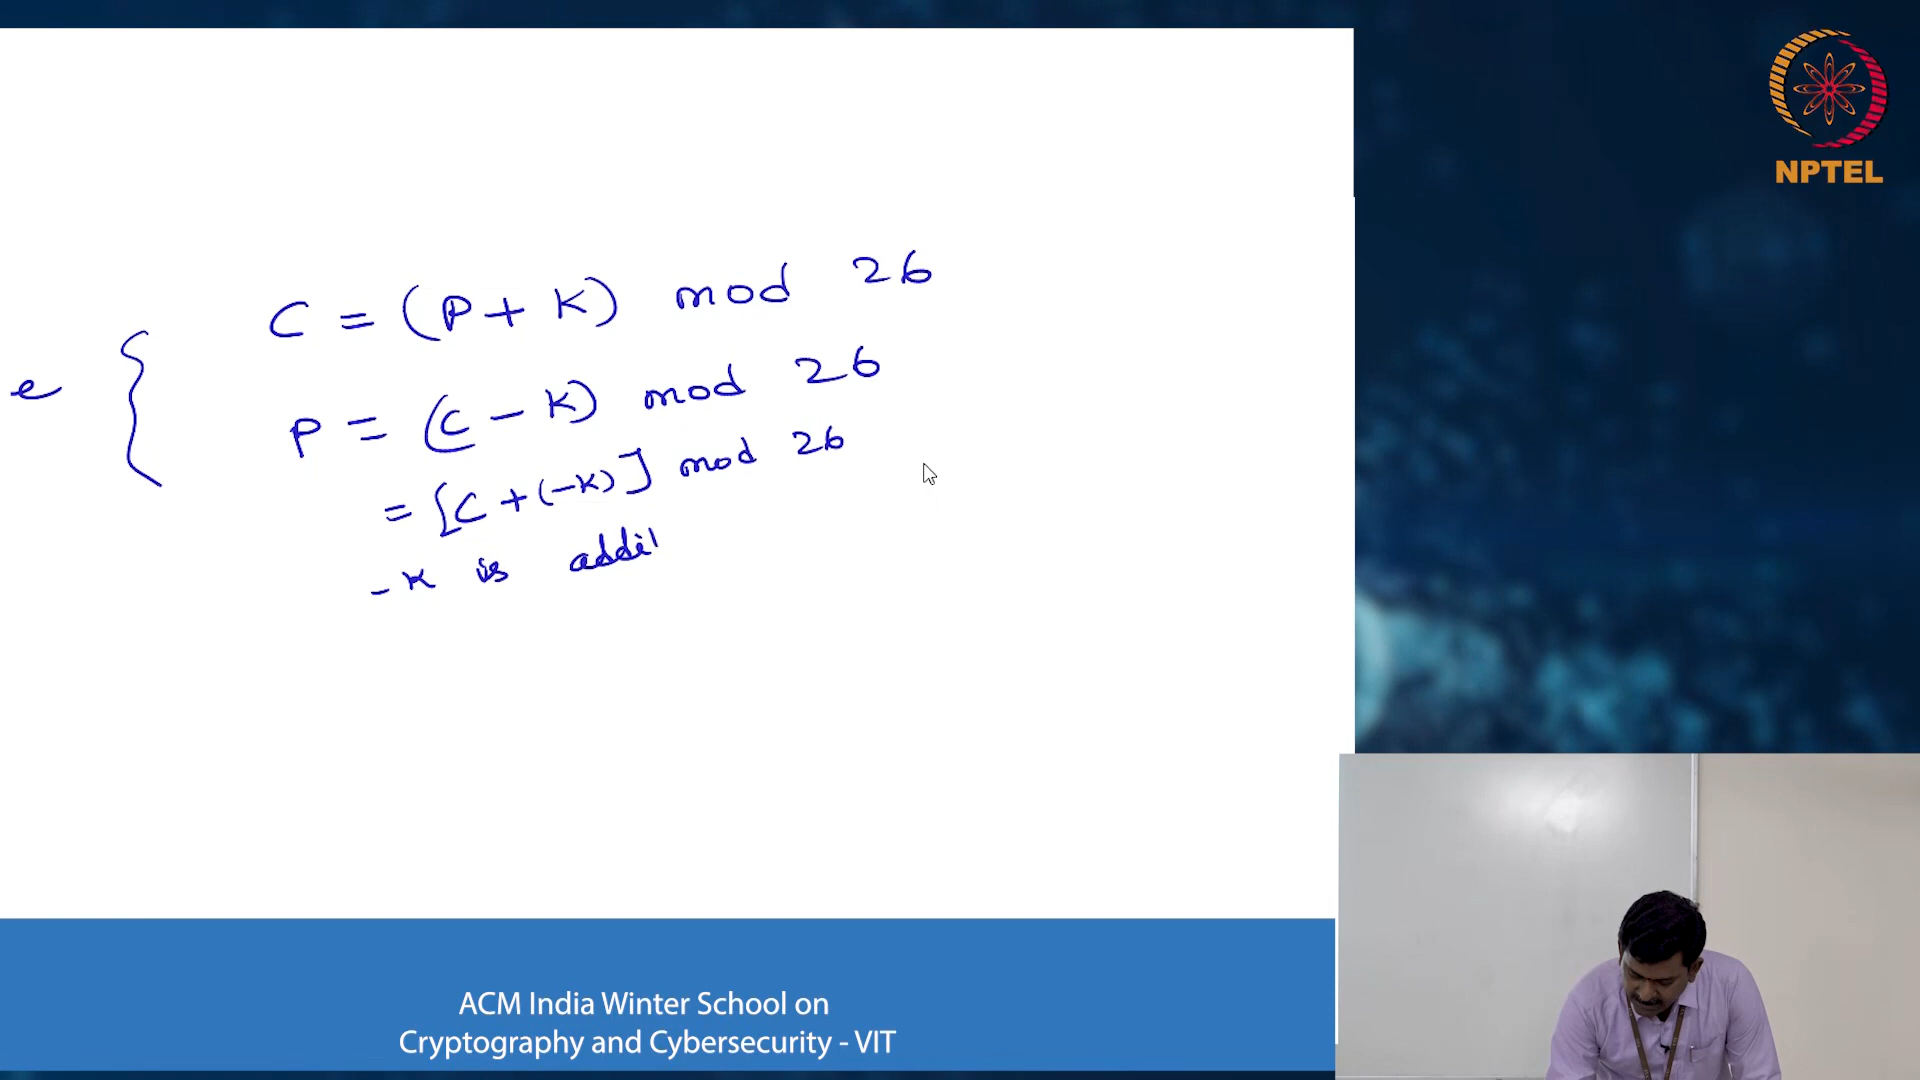 C = (P + K) mod 26
e {
P = (C - K) mod 26
= [C + (-K)] mod 26
-K is addi
NPTEL
ACM India Winter School on
Cryptography and Cybersecurity - VIT